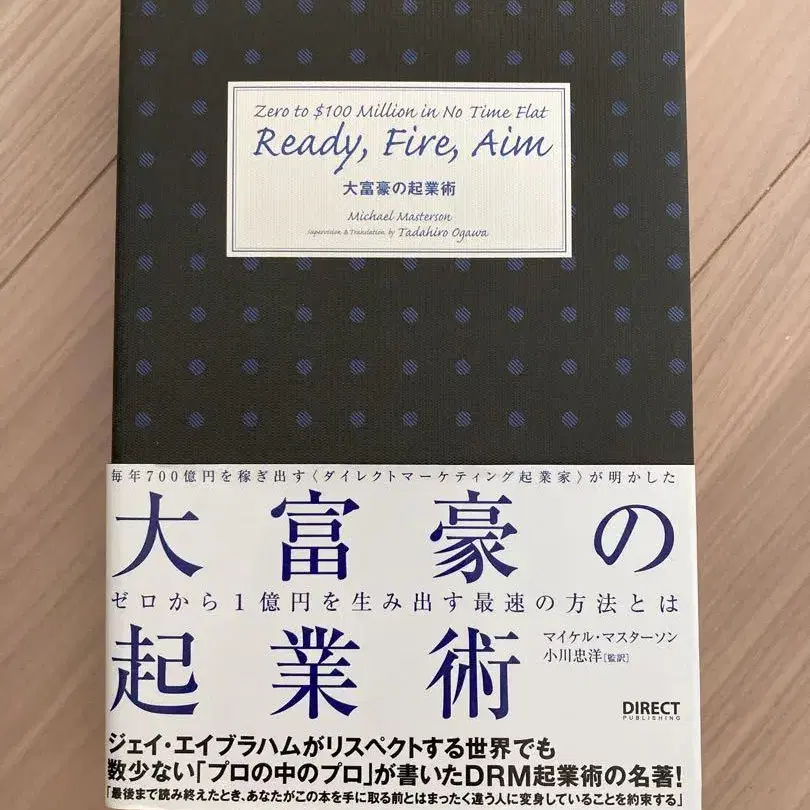 Zero to $100 Million in No Time Flat
Ready, Fire, Aim
大富豪の起業術
Michael Masterson
Supervision & Translation by Tadahiro Ogawa
毎年700億円を稼ぎ出す〈ダイレクトマーケティング起業家〉が明かした
大富豪の
ゼロから1億円を生み出す最速の方法とは
起業術
マイケル・マスターソン
小川忠洋[監訳]
DIRECT
PUBLISHING
ジェイ・エイブラハムがリスペクトする世界でも
数少ない「プロの中のプロ」が書いたDRM起業術の名著!
「最後まで読み終えたとき、あなたがこの本を手に取る前とはまったく違う人に変身していることを約束する」